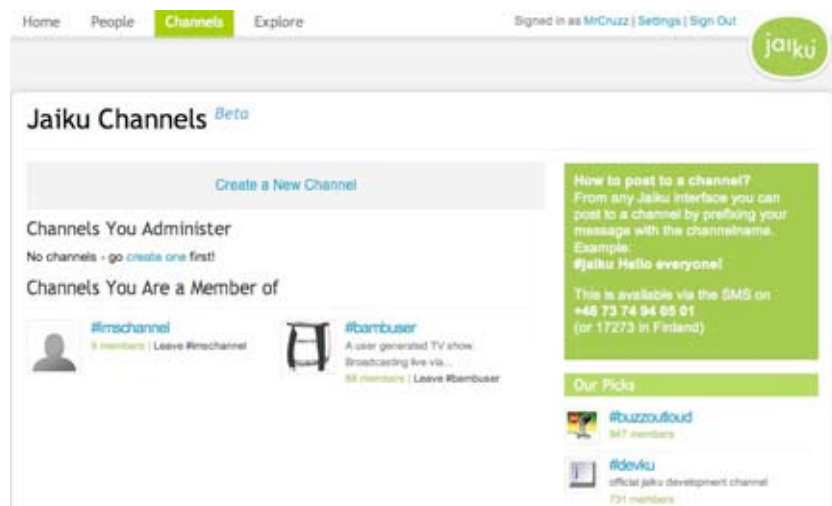 Home People Channels Explore
Signed in as MrCruzz | Settings | Sign Out
jaiku
Jaiku Channels Beta
Create a New Channel
Channels You Administer
No channels - go create one first!
Channels You Are a Member of
#imschannel
9 members | Leave #imschannel
#bambuser
A user generated TV show.
Broadcasting live via...
88 members | Leave #bambuser
How to post to a channel?
From any Jaiku interface you can
post to a channel by prefixing your
message with the channelname.
Example:
#jaiku Hello everyone!
This is available via the SMS on
+46 73 74 94 05 01
(or 17273 in Finland)
Our Picks
#buzzoutloud
947 members
#devku
official jaiku development channel
731 members